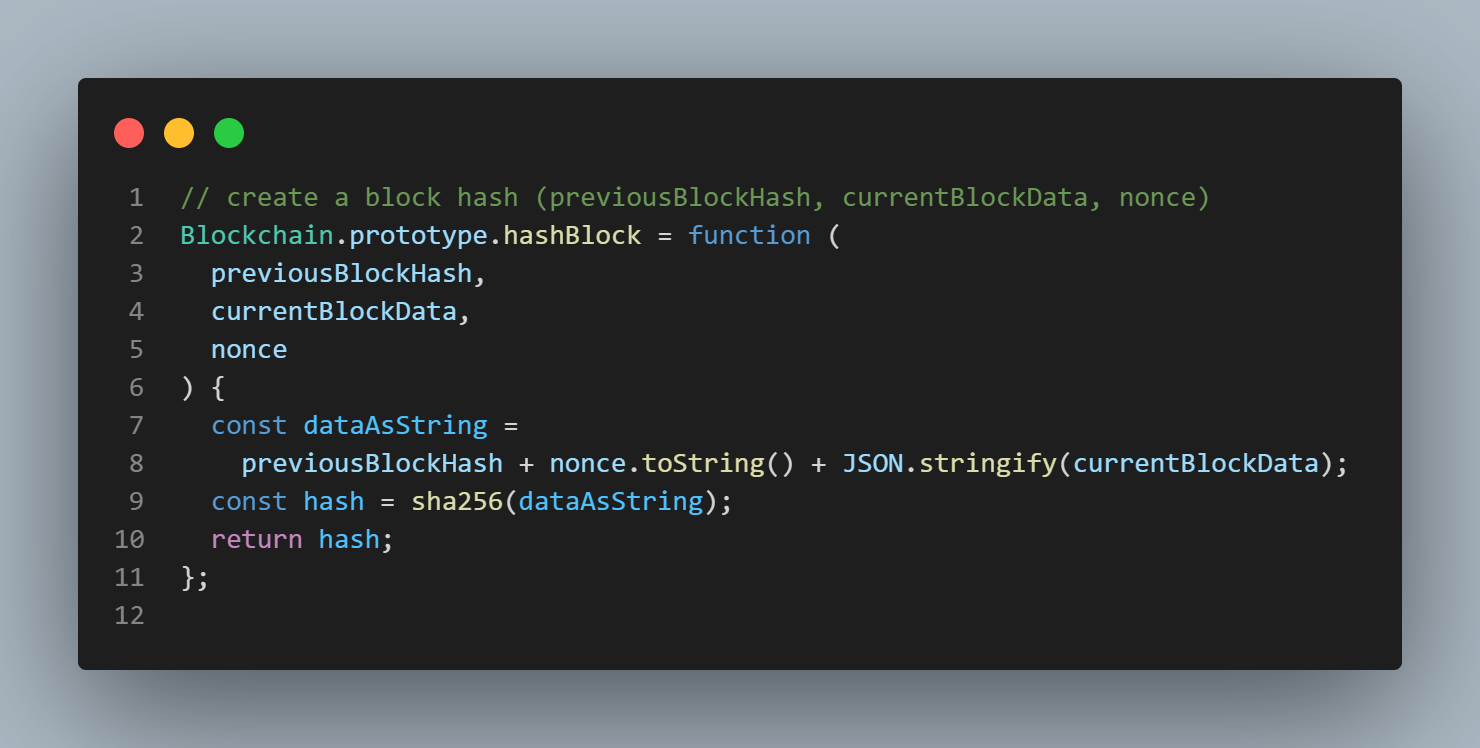 1 // create a block hash (previousBlockHash, currentBlockData, nonce)
2 Blockchain.prototype.hashBlock = function (
3   previousBlockHash,
4   currentBlockData,
5   nonce
6 ) {
7   const dataAsString =
8     previousBlockHash + nonce.toString() + JSON.stringify(currentBlockData);
9   const hash = sha256(dataAsString);
10   return hash;
11 };
12